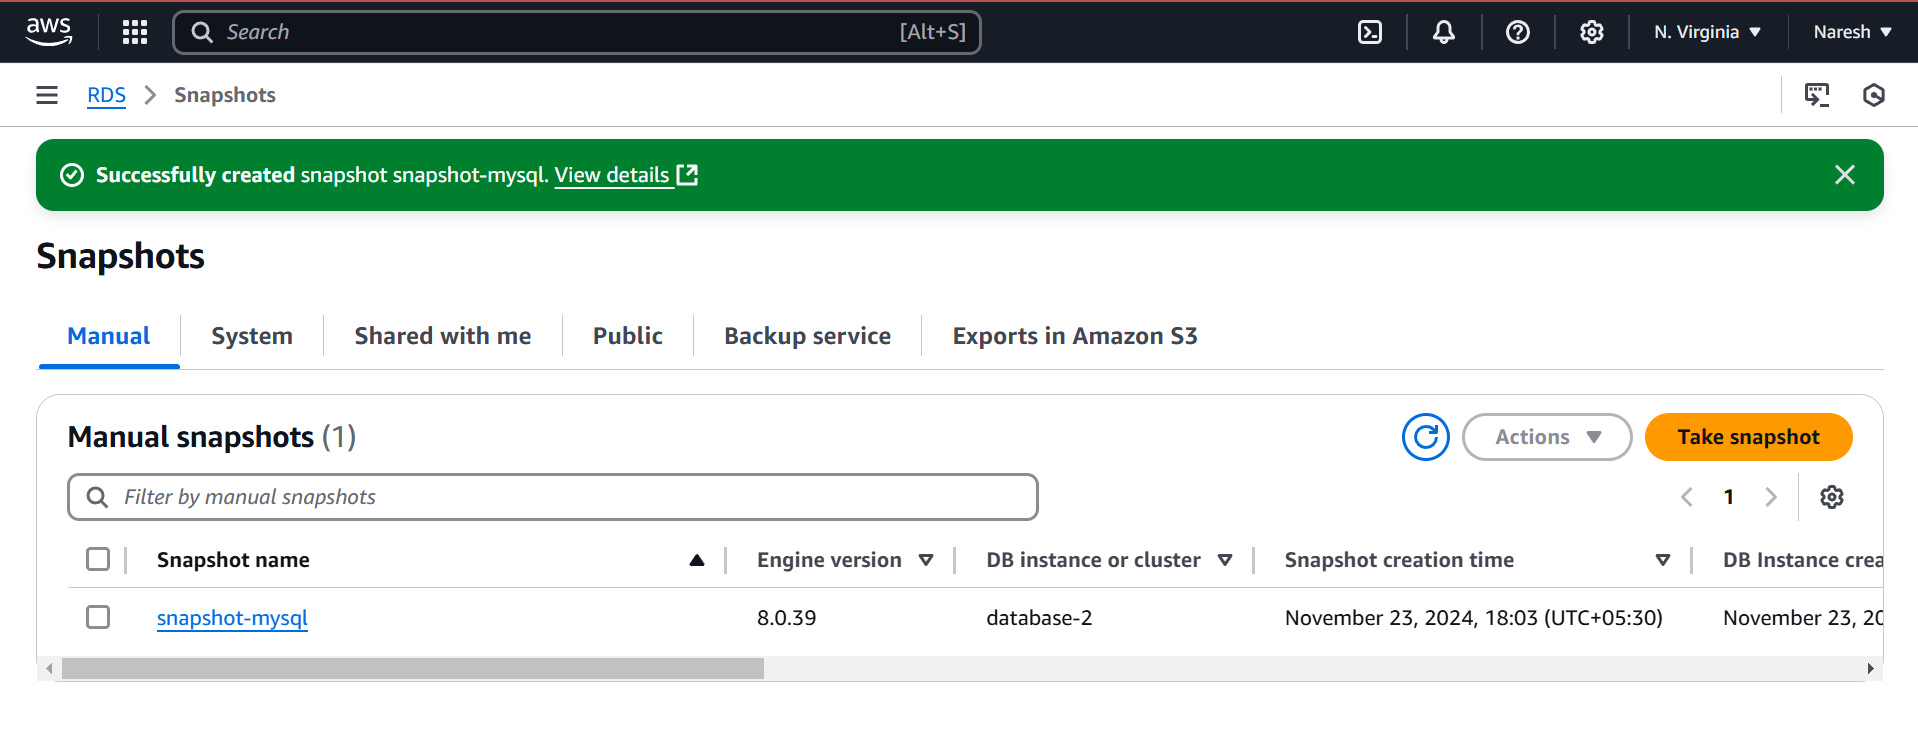 aws Search [Alt+S] N. Virginia Naresh
RDS Snapshots
Successfully created snapshot snapshot-mysql. View details
Snapshots
Manual System Shared with me Public Backup service Exports in Amazon S3
Manual snapshots (1) Actions Take snapshot
Filter by manual snapshots 1
Snapshot name Engine version DB instance or cluster Snapshot creation time DB Instance crea
snapshot-mysql 8.0.39 database-2 November 23, 2024, 18:03 (UTC+05:30) November 23, 20